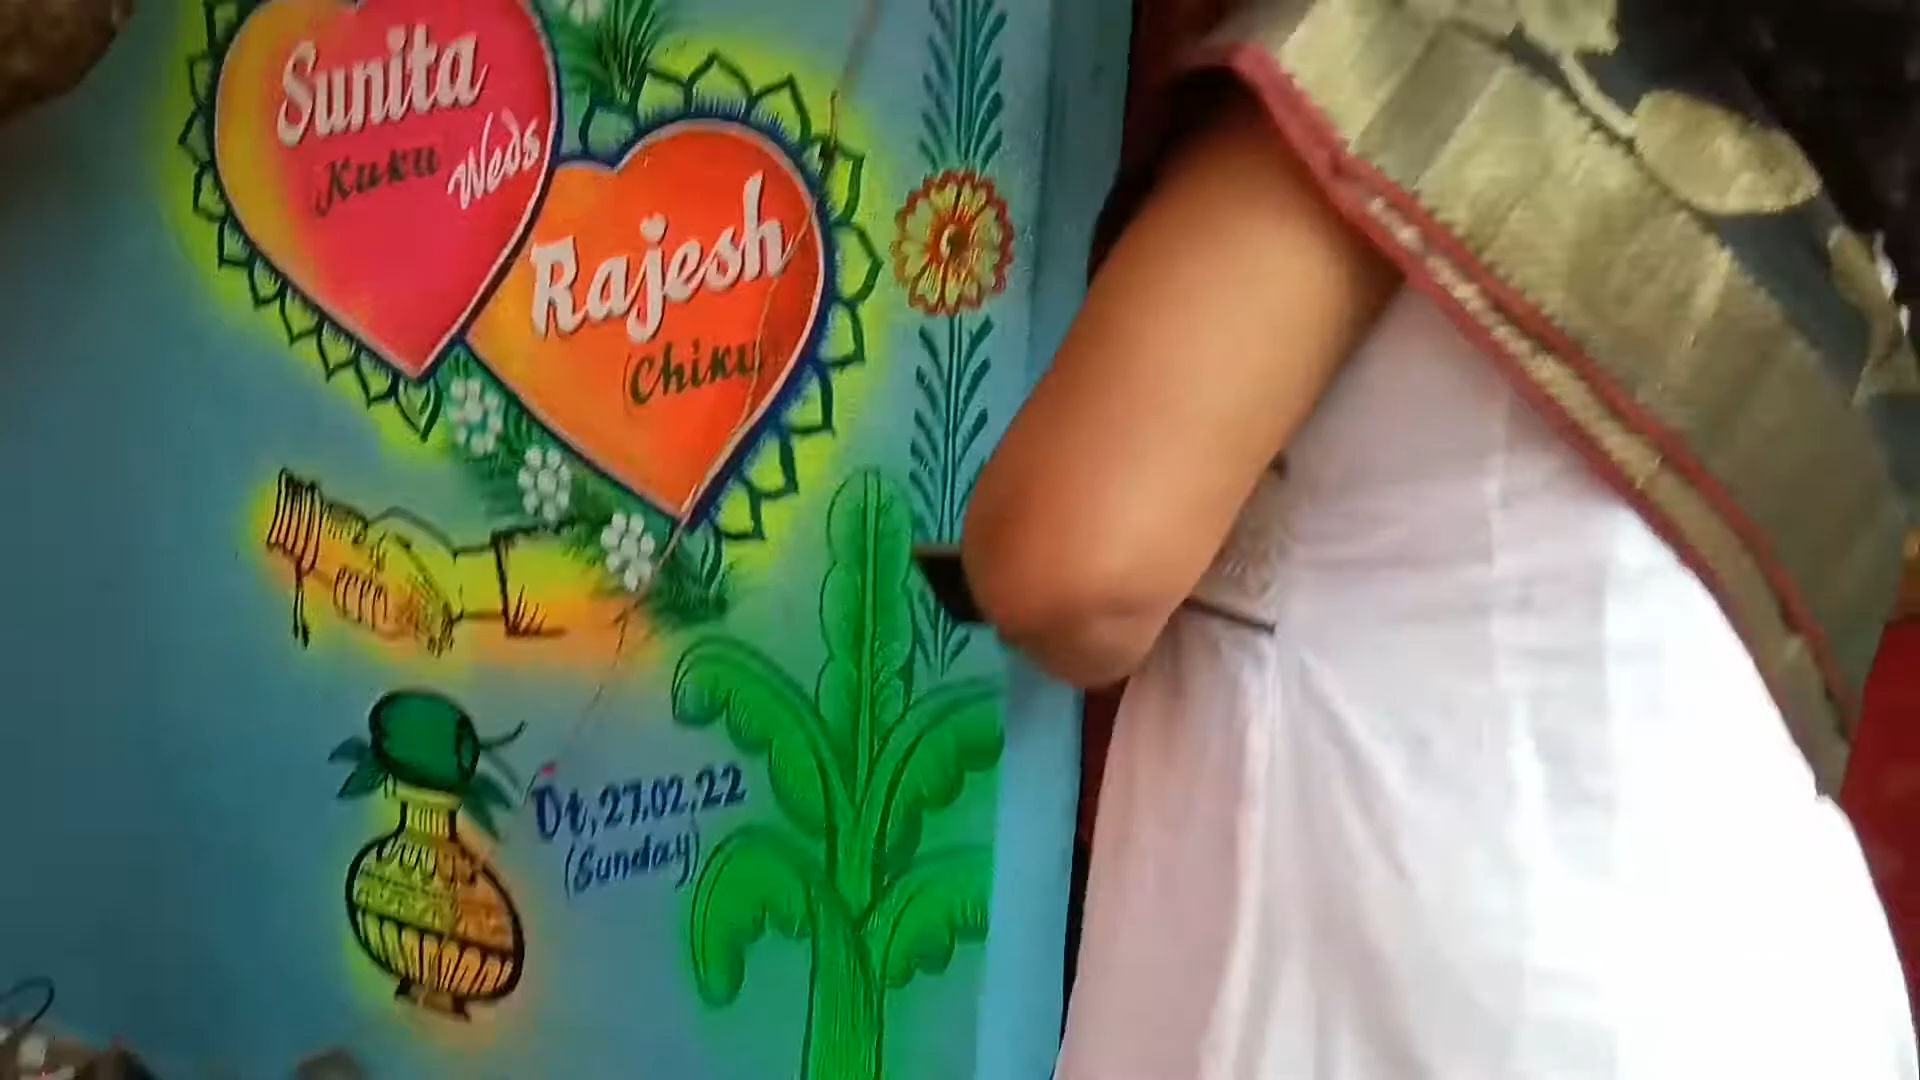 Sunita
Kuku
Weds
Rajesh
(Chiku)
Dt,27.02.22
(Sunday)